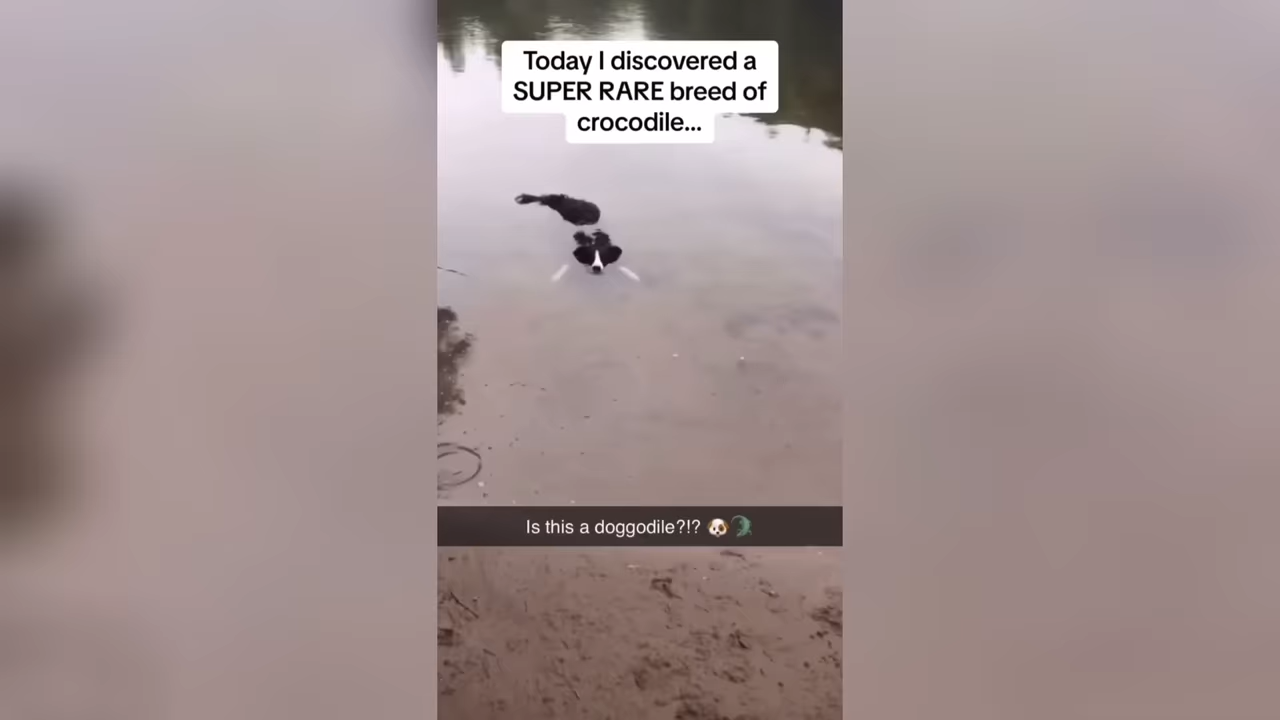 Today I discovered a
SUPER RARE breed of
crocodile...
Is this a doggodile?!? 🐶🐊